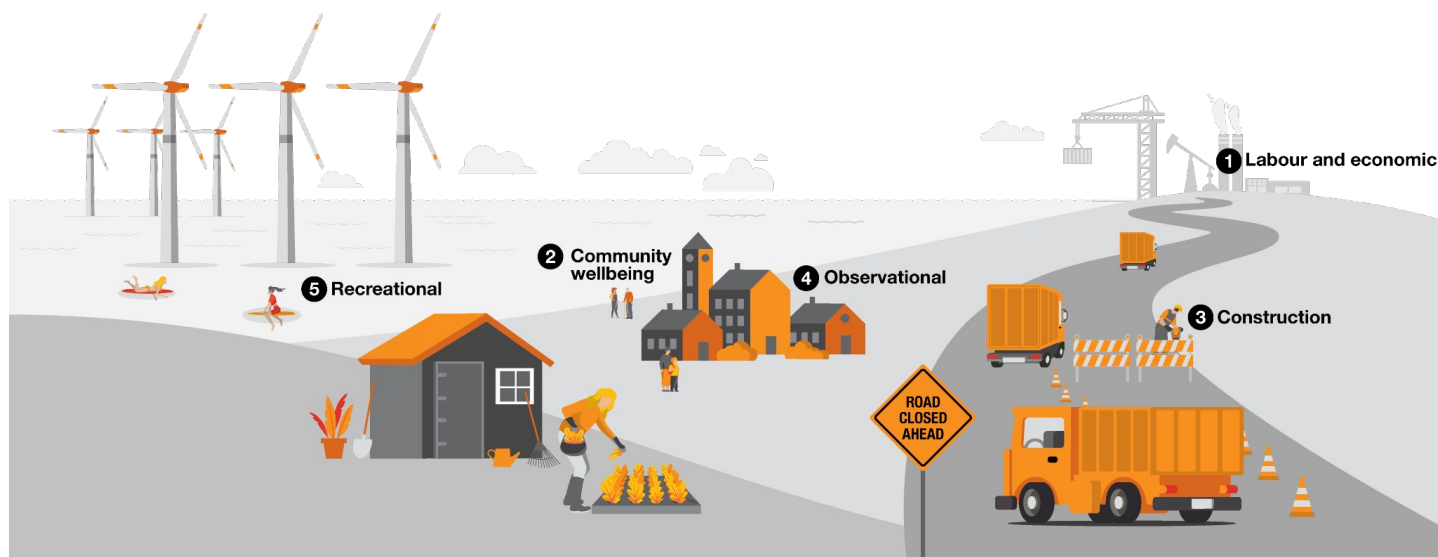 1 Labour and economic
2 Community
wellbeing
4 Observational
5 Recreational
3 Construction
ROAD
CLOSED
AHEAD